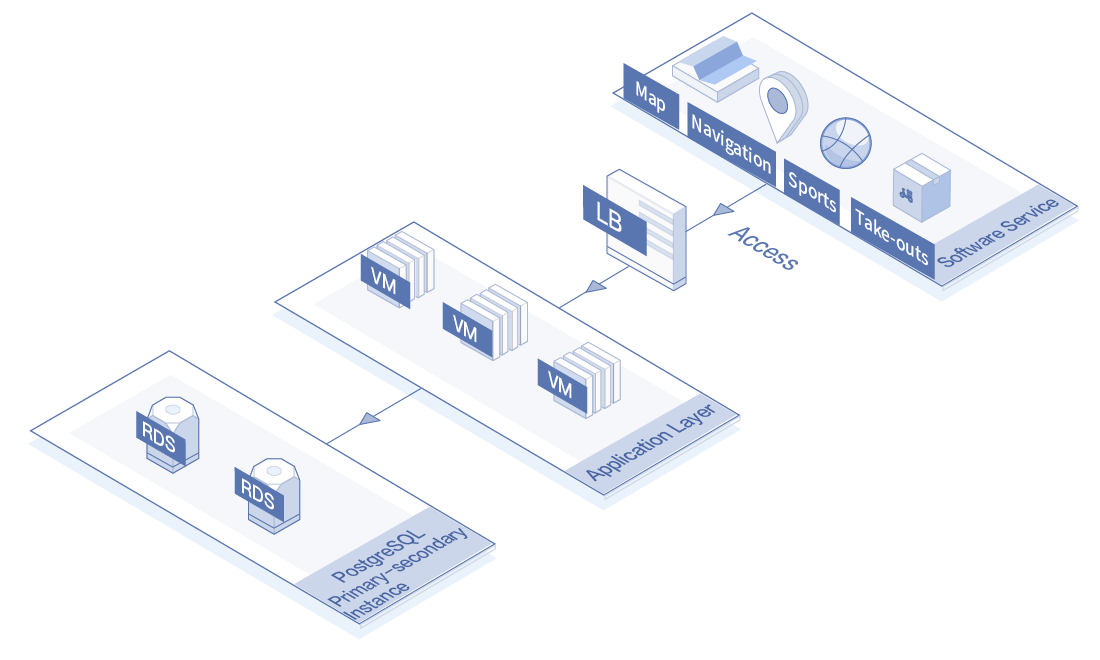 Map
Navigation
Sports
Take-outs
Software Service
LB
Access
VM
VM
VM
Application Layer
RDS
RDS
PostgreSQL
Primary-secondary
Instance